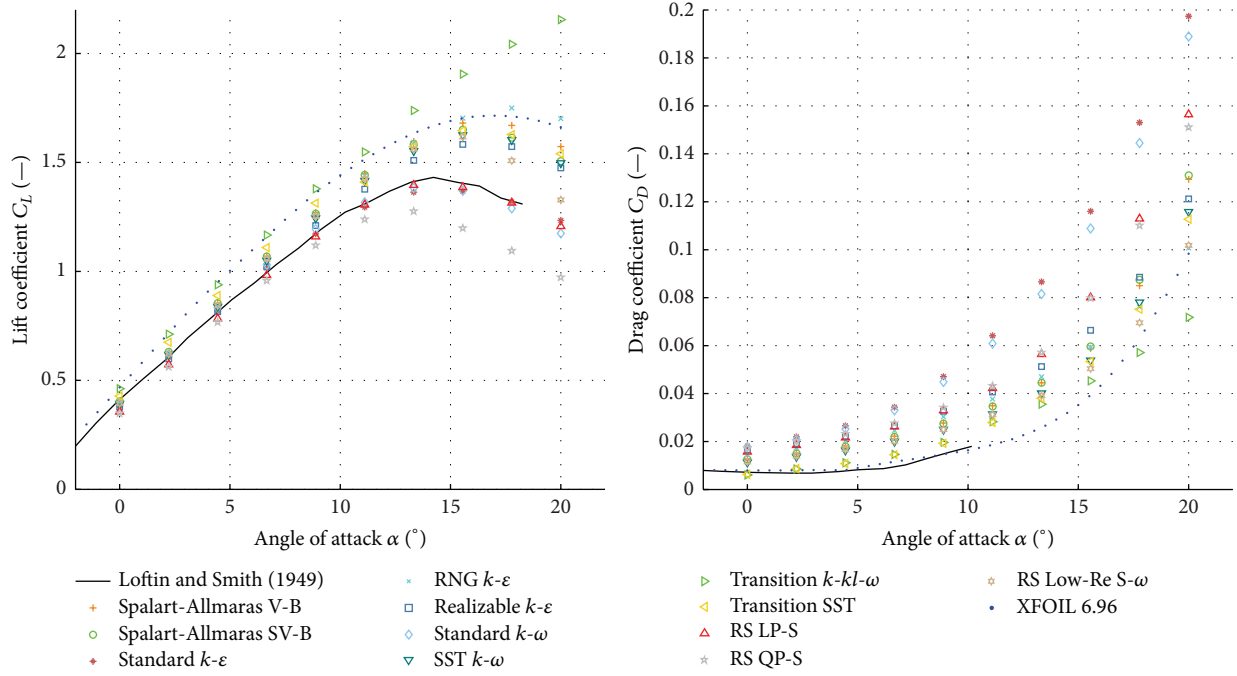 2
1.5
1
0.5
0
0
5
10
15
20
Lift coefficient C_L (—)
Angle of attack α (°)
0.2
0.18
0.16
0.14
0.12
0.1
0.08
0.06
0.04
0.02
0
0
5
10
15
20
Drag coefficient C_D (—)
Angle of attack α (°)
Loftin and Smith (1949)
Spalart-Allmaras V-B
Spalart-Allmaras SV-B
Standard k-ε
RNG k-ε
Realizable k-ε
Standard k-ω
SST k-ω
Transition k-kl-ω
Transition SST
RS LP-S
RS QP-S
RS Low-Re S-ω
XFOIL 6.96